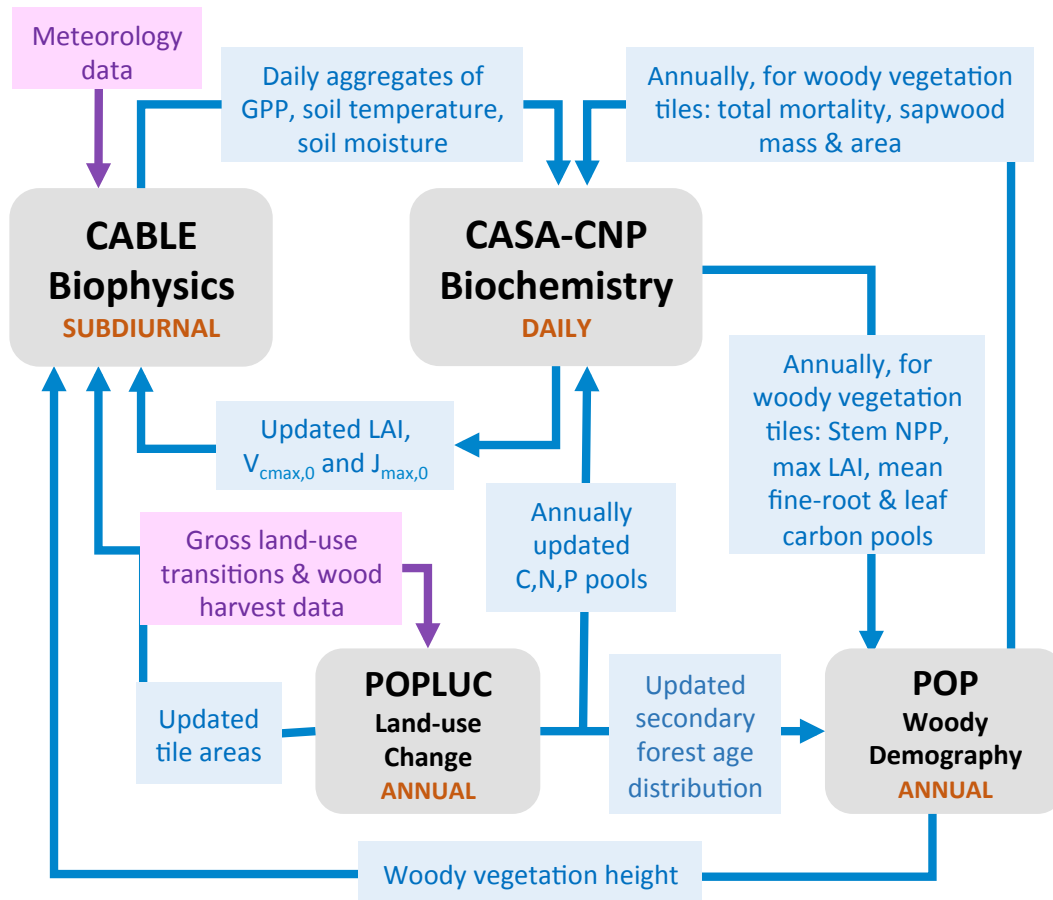 Meteorology
data
Daily aggregates of
GPP, soil temperature,
soil moisture
Annually, for woody vegetation
tiles: total mortality, sapwood
mass & area
CABLE
Biophysics
SUBDIURNAL
CASA-CNP
Biochemistry
DAILY
Updated LAI,
Vcmax,0 and Jmax,0
Annually, for
woody vegetation
tiles: Stem NPP,
max LAI, mean
fine-root & leaf
carbon pools
Gross land-use
transitions & wood
harvest data
Annually
updated
C,N,P pools
Updated
tile areas
POPLUC
Land-use
Change
ANNUAL
Updated
secondary
forest age
distribution
POP
Woody
Demography
ANNUAL
Woody vegetation height